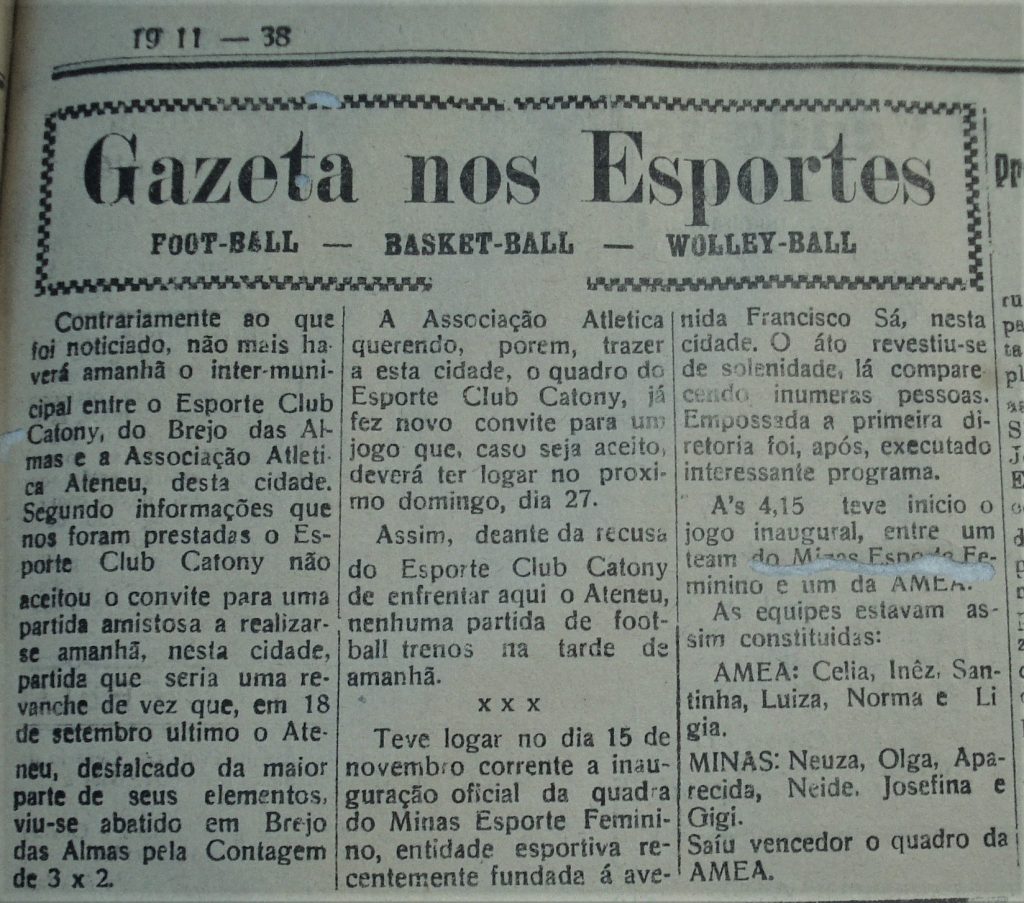 19 11 — 38
Gazeta nos Esportes
FOOT-BALL — BASKET-BALL — WOLLEY-BALL
Contrariamente ao que
foi noticiado, não mais ha-
verá amanhã o inter-muni-
cipal entre o Esporte Club
Catony, do Brejo das Al-
mas e a Associação Atleti-
ca Ateneu, desta cidade.
Segundo informações que
nos foram prestadas o Es-
porte Club Catony não
aceitou o convite para uma
partida amistosa a realizar-
se amanhã, nesta cidade,
partida que seria uma re-
vanche de vez que, em 18
de setembro ultimo o Ate-
neu, desfalcado da maior
parte de seus elementos,
viu-se abatido em Brejo
das Almas pela Contagem
de 3 x 2.
A Associação Atletica
querendo, porem, trazer
a esta cidade, o quadro do
Esporte Club Catony, já
fez novo convite para um
jogo que, caso seja aceito,
deverá ter logar no proxi-
mo domingo, dia 27.
Assim, deante da recusa
do Esporte Club Catony
de enfrentar aqui o Ateneu,
nenhuma partida de foot-
ball trenos na tarde de
amanhã.
x x x
Teve logar no dia 15 de
novembro corrente a inau-
guração oficial da quadra
do Minas Esporte Femini-
no, entidade esportiva re-
centemente fundada á ave-
nida Francisco Sá, nesta
cidade. O áto revestiu-se
de solenidade, lá compare
cendo inumeras pessoas.
Empossada a primeira di-
retoria foi, após, executado
interessante programa.
A's 4,15 teve inicio o
jogo inaugural, entre um
team do Minas Esporte Fe-
minino e um da AMEA.
As equipes estavam as-
sim constituidas:
AMEA: Celia, Inêz, San-
tinha, Luiza, Norma e Li
gia.
MINAS: Neuza, Olga, Apa-
recida, Neide, Josefina e
Gigi.
Saíu vencedor o quadro da
AMEA.